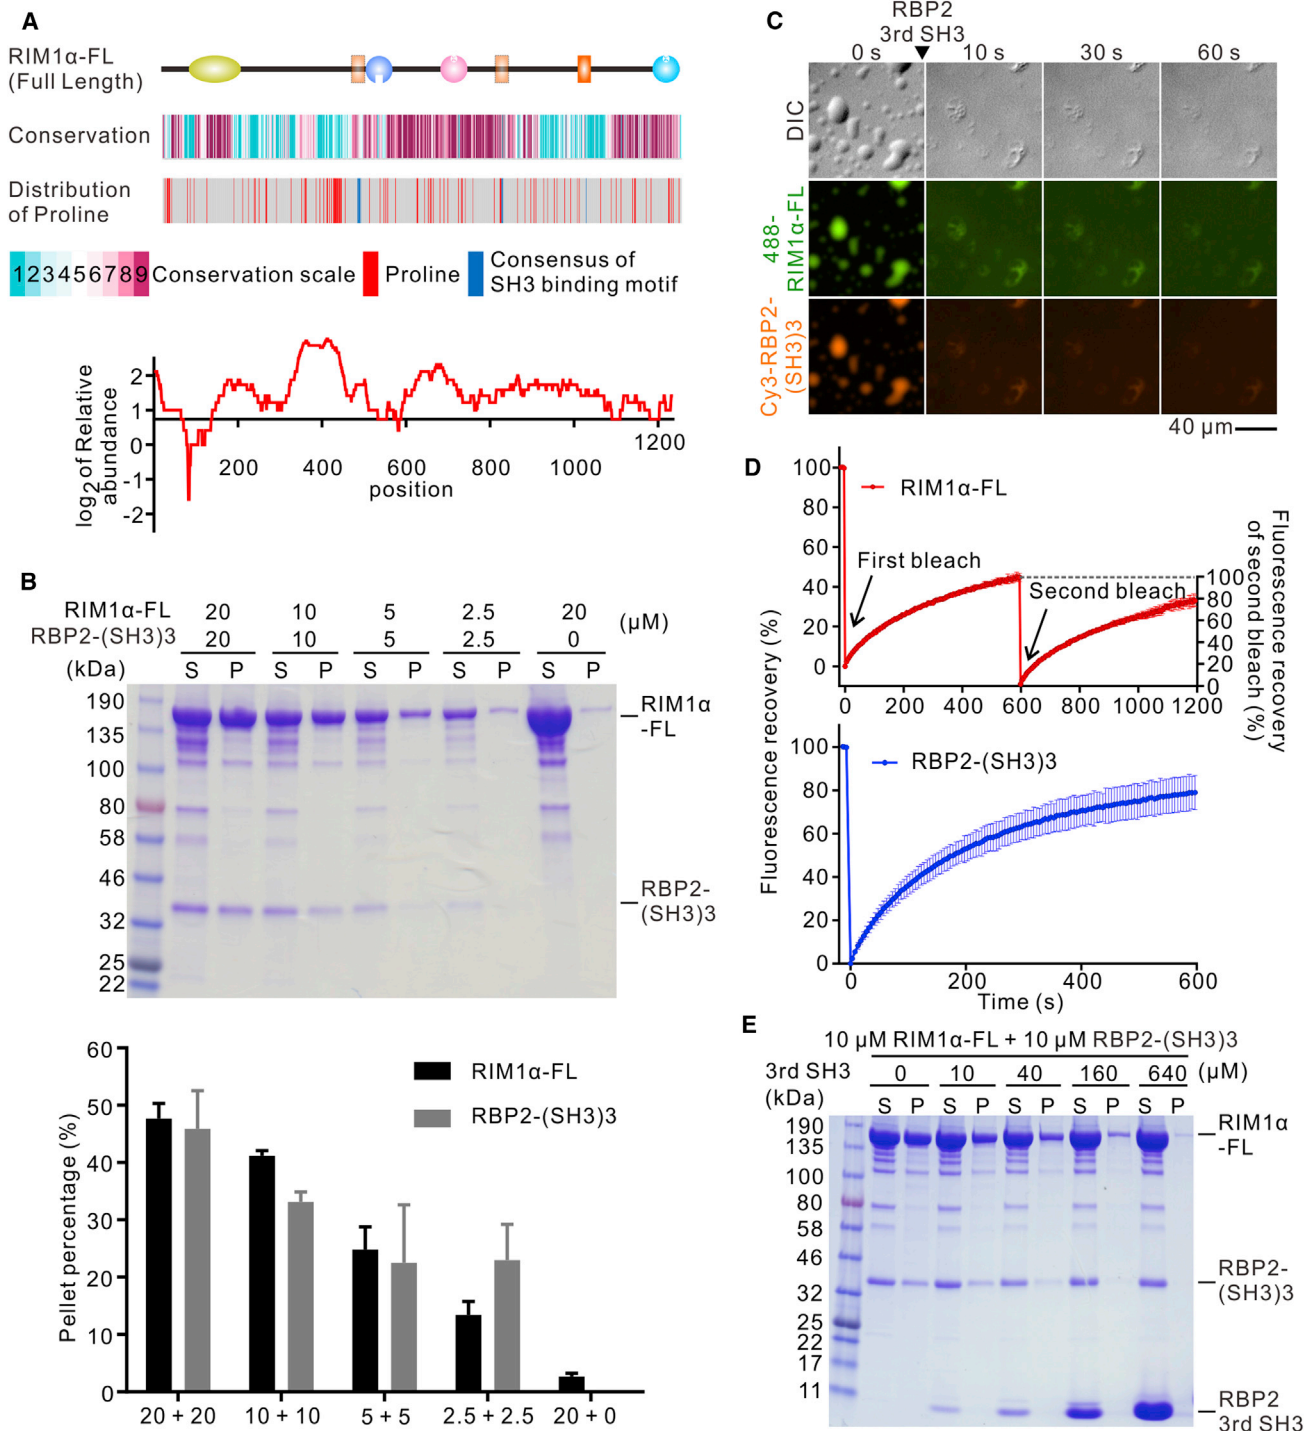 A
RIM1α-FL
(Full Length)
Conservation
Distribution
of Proline
123456789 Conservation scale
Proline
Consensus of
SH3 binding motif
log2 of Relative
abundance
2
1
0
-1
-2
200 400 600 800 1000 1200
position
B
RIM1α-FL 20 10 5 2.5 20 (μM)
RBP2-(SH3)3 20 10 5 2.5 0
(kDa) S P S P S P S P S P
190
135
100
80
58
46
32
25
22
RIM1α
-FL
RBP2-
(SH3)3
Pellet percentage (%)
60
50
40
30
20
10
0
RIM1α-FL
RBP2-(SH3)3
20 + 20 10 + 10 5 + 5 2.5 + 2.5 20 + 0
C
RBP2
3rd SH3
0 s 10 s 30 s 60 s
DIC
488-
RIM1α-FL
Cy3-RBP2-
(SH3)3
40 μm
D
Fluorescence recovery (%)
100
80
60
40
20
0
RIM1α-FL
First bleach
Second bleach
0 200 400 600 800 1000 1200
100
80
60
40
20
0
Fluorescence recovery
of second bleach (%)
100
80
60
40
20
0
RBP2-(SH3)3
0 200 400 600
Time (s)
E
10 μM RIM1α-FL + 10 μM RBP2-(SH3)3
3rd SH3 0 10 40 160 640 (μM)
(kDa) S P S P S P S P S P
190
135
100
80
58
46
32
25
22
17
11
RIM1α
-FL
RBP2-
(SH3)3
RBP2
3rd SH3